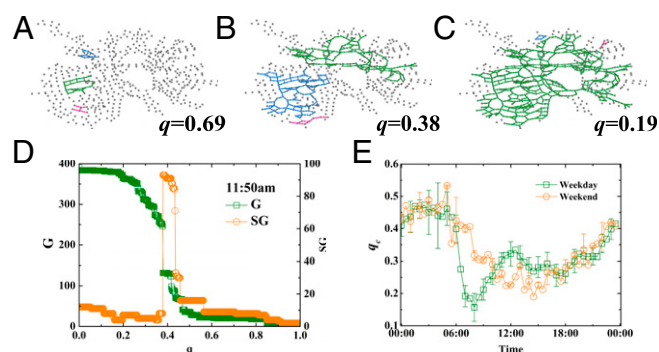 A
B
C
q=0.69
q=0.38
q=0.19
D
E
400
300
200
100
0
G
11:50am
G
SG
100
80
60
40
20
0
SG
0.0
0.2
0.4
0.6
0.8
1.0
q
0.6
0.5
0.4
0.3
0.2
0.1
qc
Weekday
Weekend
00:00
06:00
12:00
18:00
00:00
Time